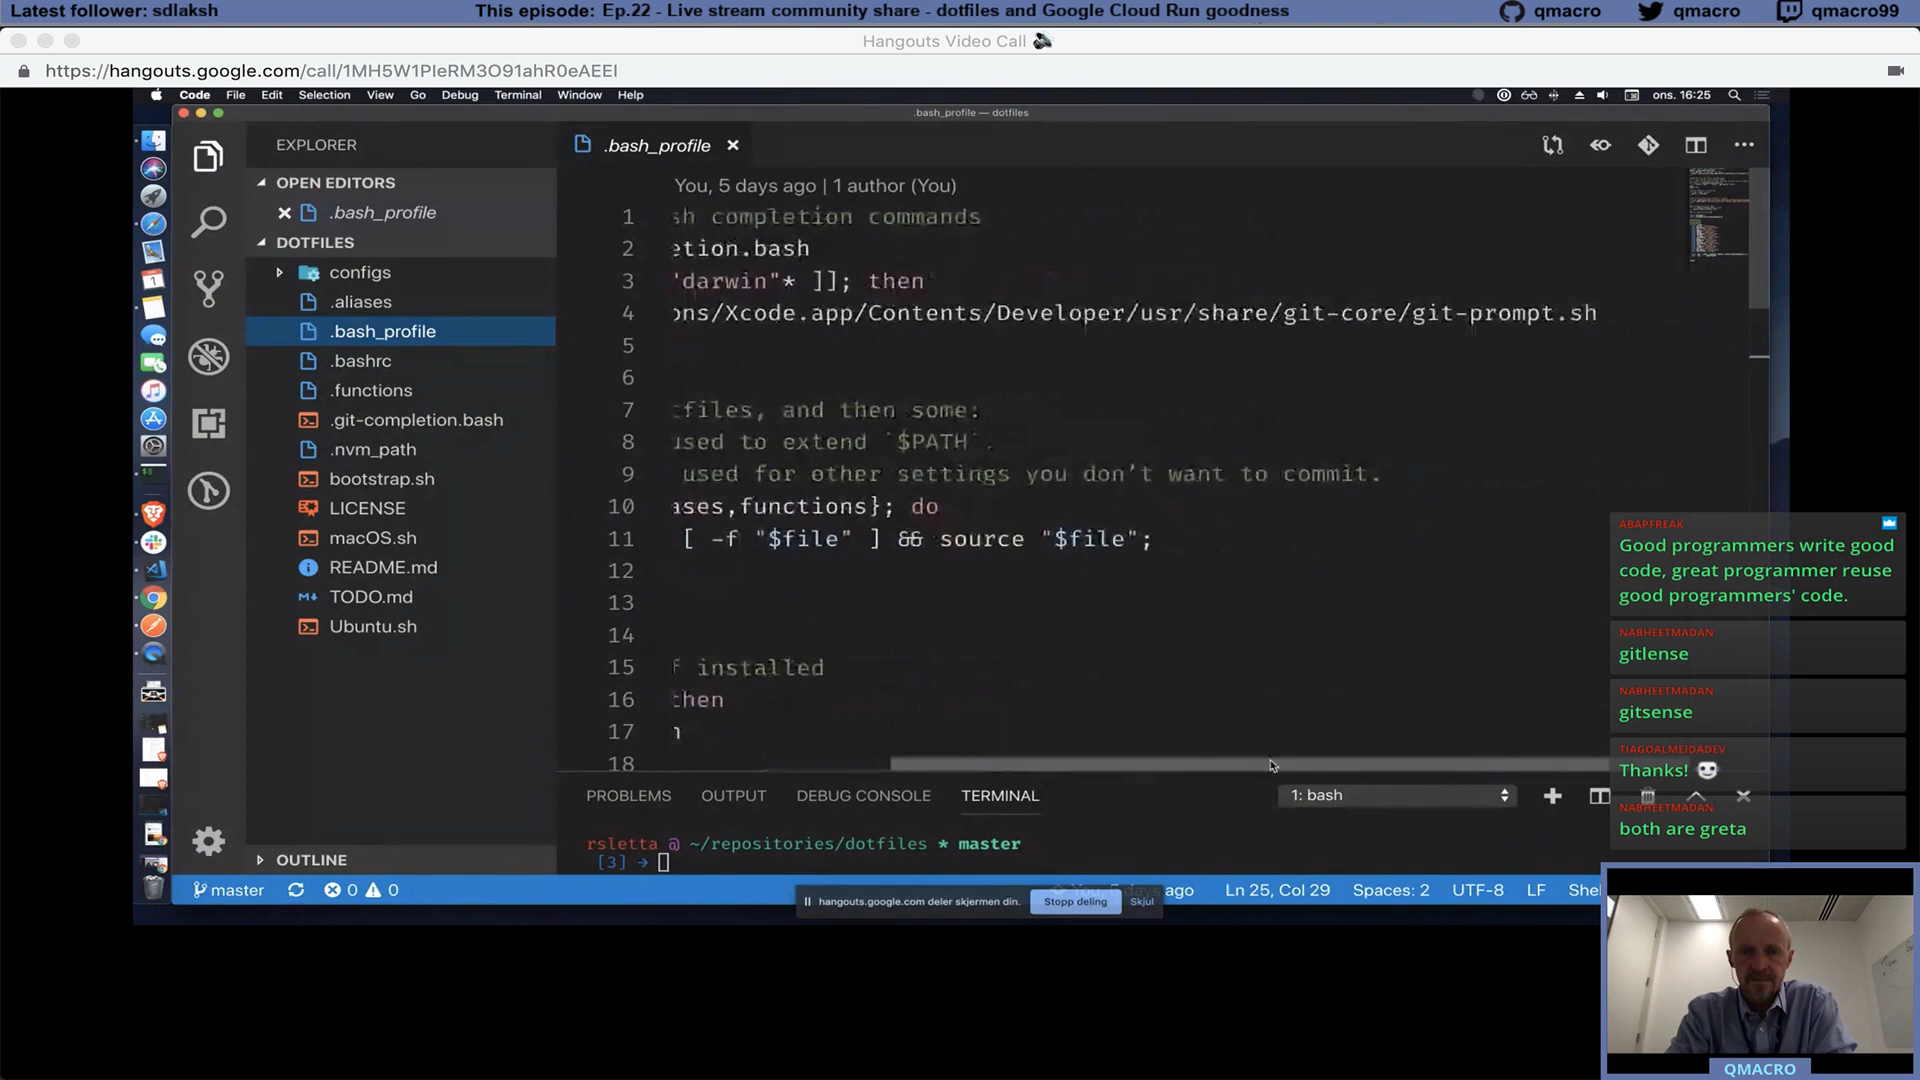 Latest follower: sdlaksh
This episode: Ep.22 - Live stream community share - dotfiles and Google Cloud Run goodness
qmacro
qmacro
qmacro99
Hangouts Video Call
https://hangouts.google.com/call/1MH5W1PIeRM3O91ahR0eAEEI
Code File Edit Selection View Go Debug Terminal Window Help
ons. 16:25
.bash_profile — dotfiles
EXPLORER
OPEN EDITORS
.bash_profile
DOTFILES
configs
.aliases
.bash_profile
.bashrc
.functions
.git-completion.bash
.nvm_path
bootstrap.sh
LICENSE
macOS.sh
README.md
TODO.md
Ubuntu.sh
OUTLINE
.bash_profile
You, 5 days ago | 1 author (You)
1 sh completion commands
2 etion.bash
3 "darwin"* ]]; then
4 ons/Xcode.app/Contents/Developer/usr/share/git-core/git-prompt.sh
5
6
7 tfiles, and then some:
8 used to extend `$PATH`.
9 used for other settings you don't want to commit.
10 ases,functions}; do
11 [ -f "$file" ] && source "$file";
12
13
14
15 f installed
16 then
17 n
18
PROBLEMS OUTPUT DEBUG CONSOLE TERMINAL
1: bash
rsletta @ ~/repositories/dotfiles * master
[3] →
master
0 0
You, 5 days ago
Ln 25, Col 29 Spaces: 2 UTF-8 LF Shel
hangouts.google.com deler skjermen din. Stopp deling Skjul
ABAPFREAK
Good programmers write good
code, great programmer reuse
good programmers' code.
NABHEETMADAN
gitlense
NABHEETMADAN
gitsense
TIAGOALMEIDADEV
Thanks!
NABHEETMADAN
both are greta
QMACRO